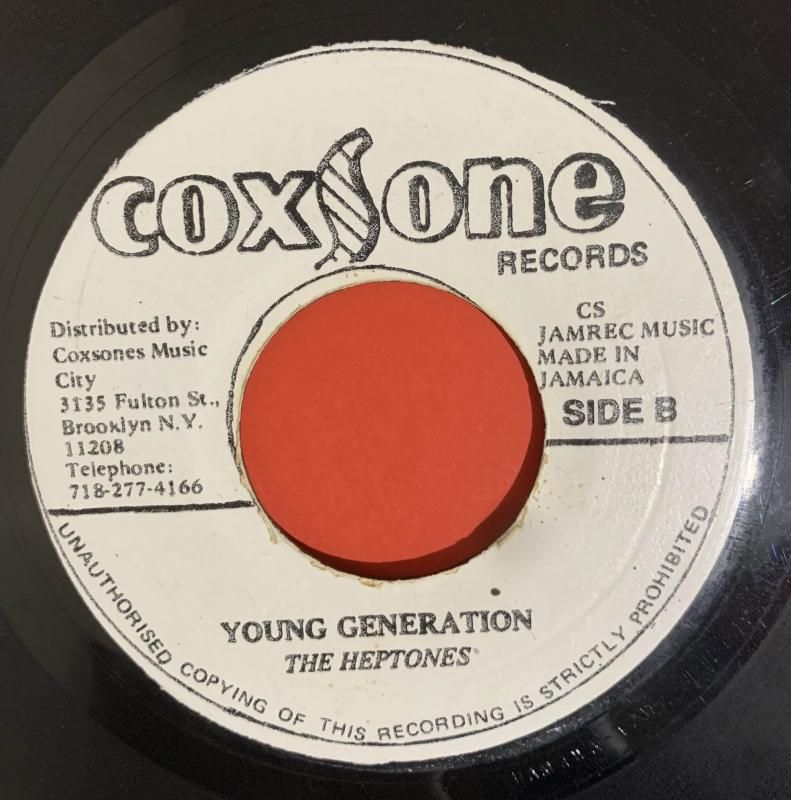 coxsone
RECORDS
Distributed by:
Coxsones Music
City
3135 Fulton St.,
Brooklyn N.Y.
11208
Telephone:
718-277-4166
CS
JAMREC MUSIC
MADE IN
JAMAICA
SIDE B
YOUNG GENERATION
THE HEPTONES
UNAUTHORISED COPYING OF THIS RECORDING IS STRICTLY PROHIBITED